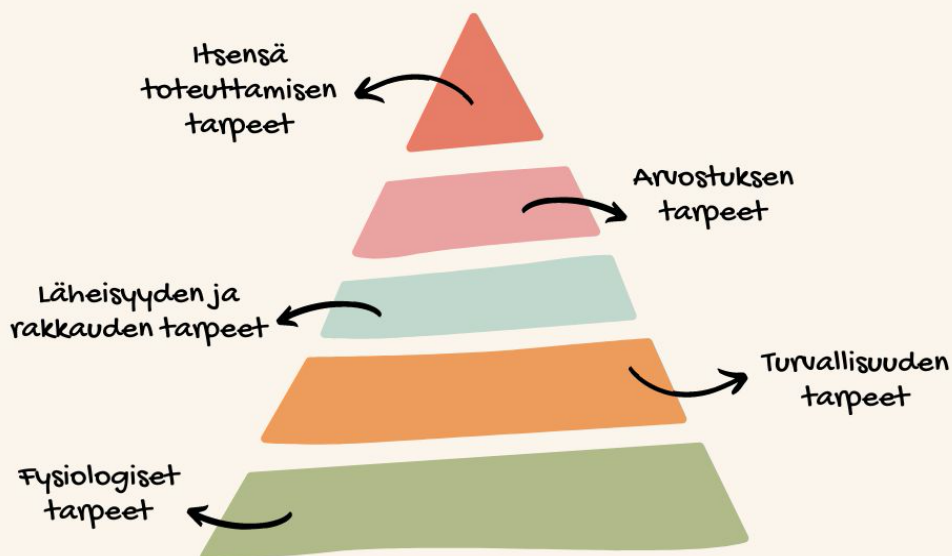 Itsensä
toteuttamisen
tarpeet
Arvostuksen
tarpeet
Läheisyyden ja
rakkauden tarpeet
Turvallisuuden
tarpeet
Fysiologiset
tarpeet